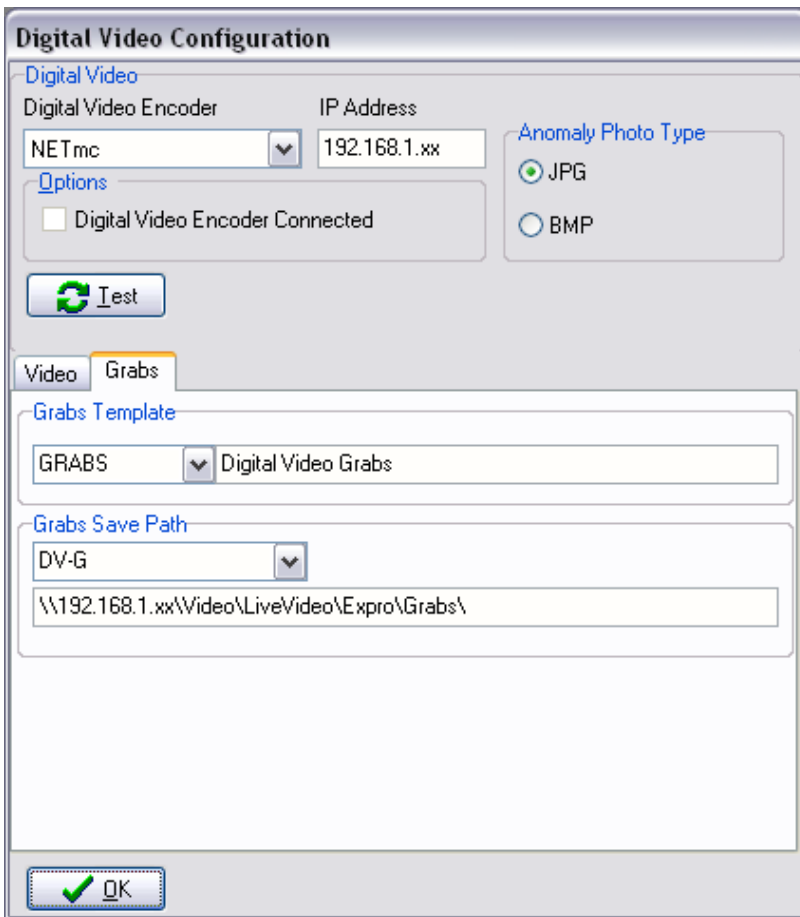 Digital Video Configuration
Digital Video
Digital Video Encoder
IP Address
NETmc
192.168.1.xx
Options
Digital Video Encoder Connected
Anomaly Photo Type
JPG
BMP
Test
Video
Grabs
Grabs Template
GRABS
Digital Video Grabs
Grabs Save Path
DV-G
\\192.168.1.xx\Video\LiveVideo\Expro\Grabs\
OK